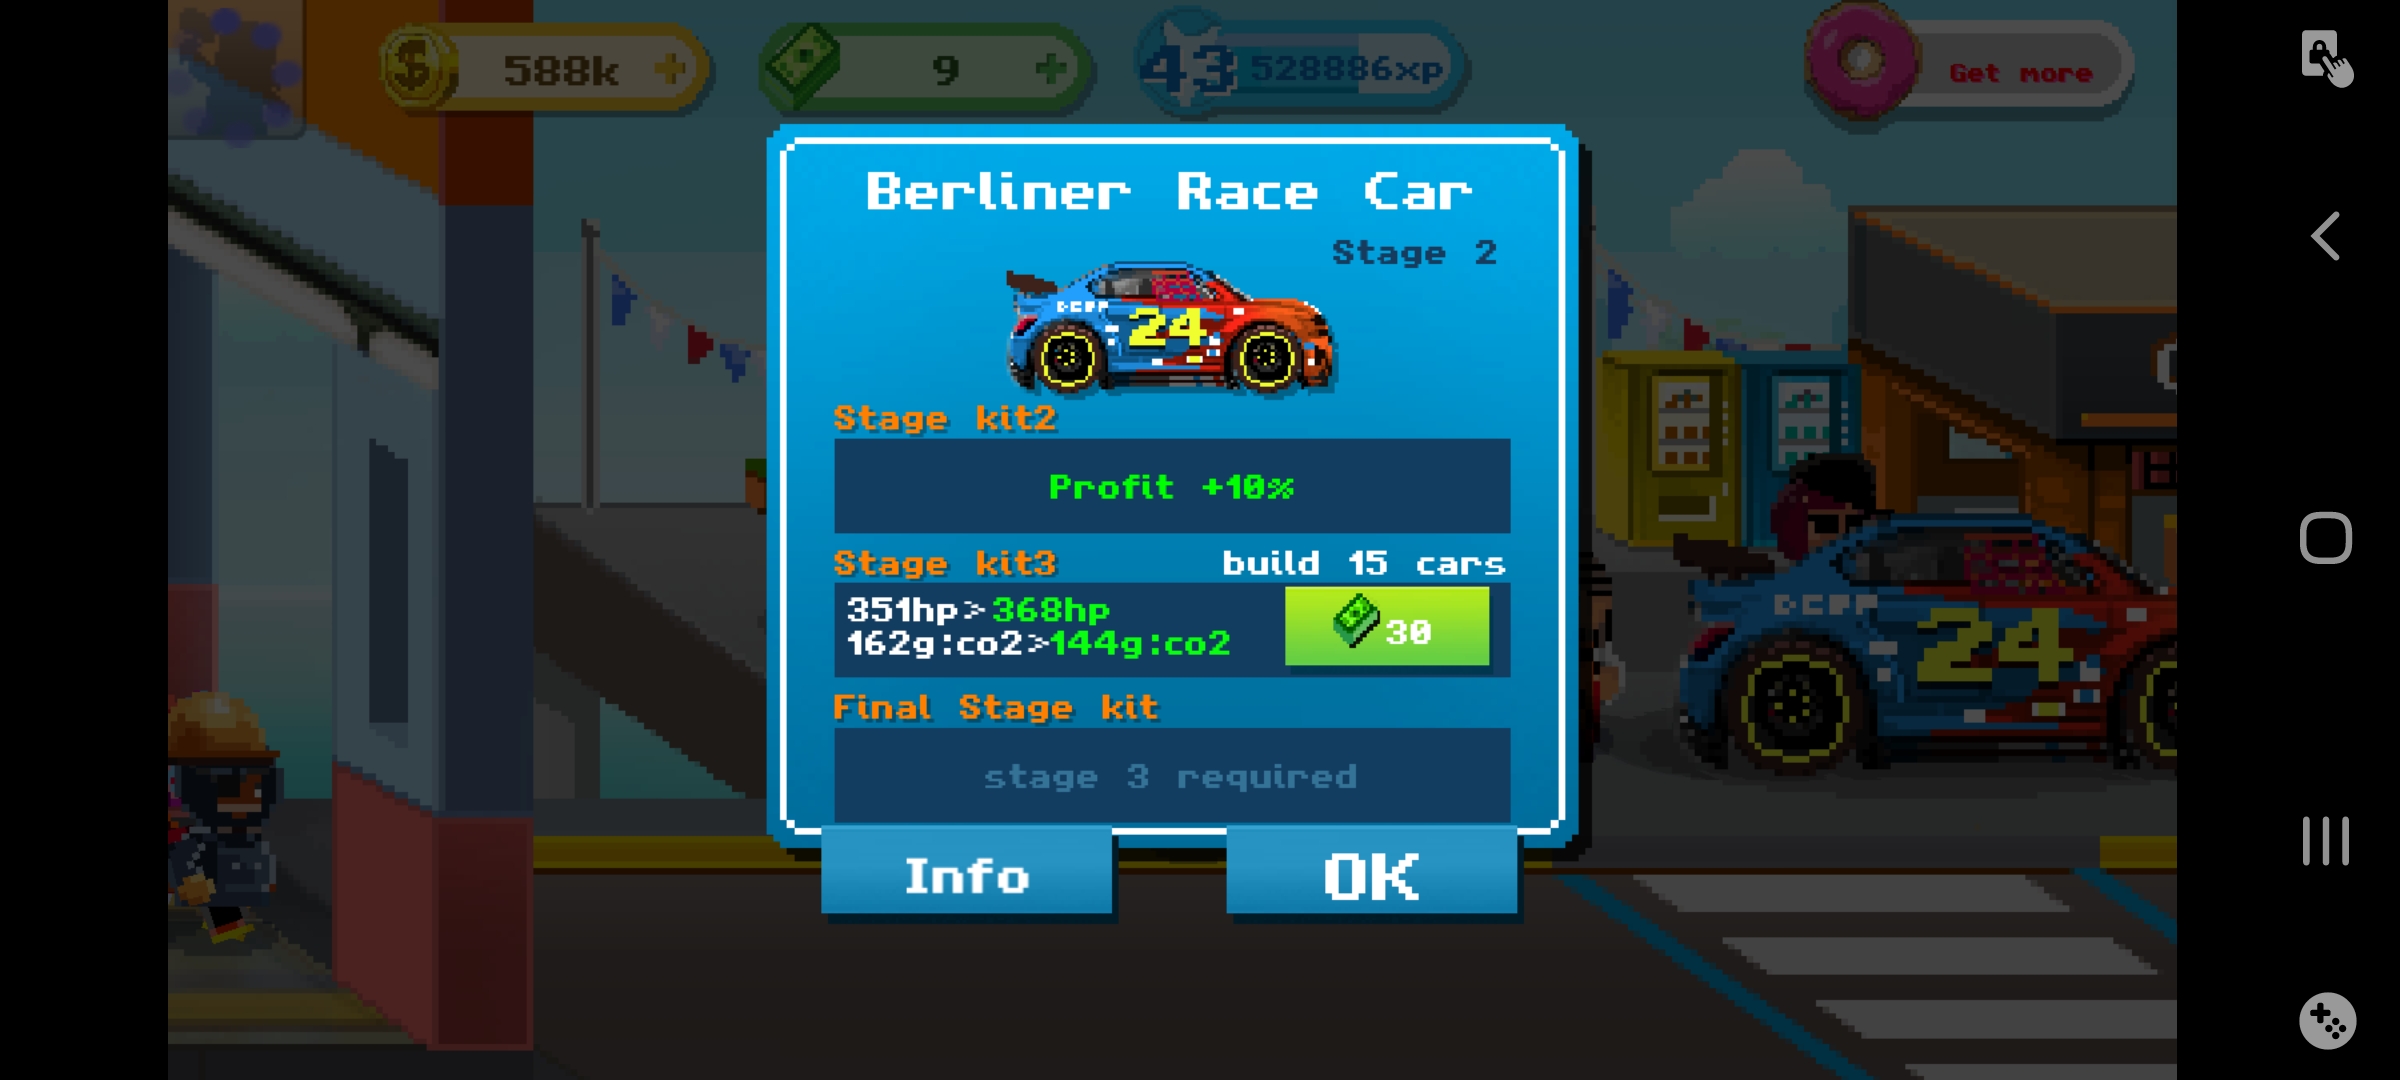 588k
9
43 528886xp
Get more
Berliner Race Car
Stage 2
DCPP
24
Stage kit2
Profit +10%
Stage kit3 build 15 cars
351hp>368hp
162g:co2>144g:co2
30
Final Stage kit
stage 3 required
Info
OK
DCPP
24